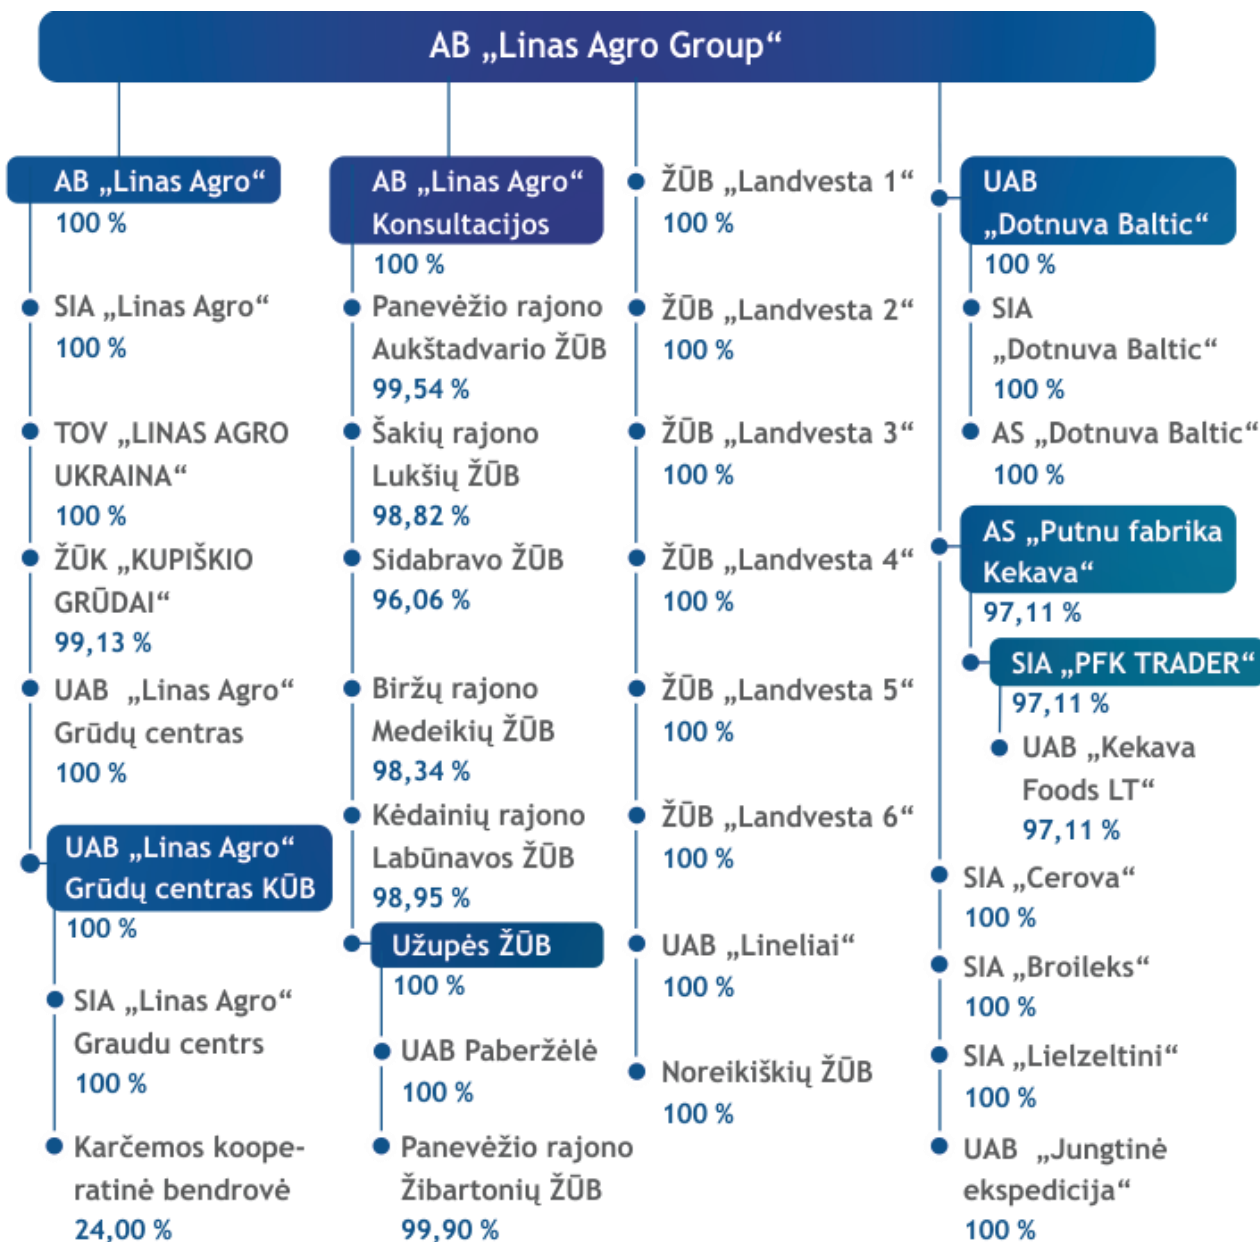 AB „Linas Agro Group“
AB „Linas Agro“
100 %
SIA „Linas Agro“
100 %
TOV „LINAS AGRO
UKRAINA“
100 %
ŽŪK „KUPIŠKIO
GRŪDAI“
99,13 %
UAB „Linas Agro“
Grūdų centras
100 %
UAB „Linas Agro“
Grūdų centras KŪB
100 %
SIA „Linas Agro“
Graudu centrs
100 %
Karčemos koope-
ratinė bendrovė
24,00 %
AB „Linas Agro“
Konsultacijos
100 %
Panevėžio rajono
Aukštadvario ŽŪB
99,54 %
Šakių rajono
Lukšių ŽŪB
98,82 %
Sidabravo ŽŪB
96,06 %
Biržų rajono
Medeikių ŽŪB
98,34 %
Kėdainių rajono
Labūnavos ŽŪB
98,95 %
Užupės ŽŪB
100 %
UAB Paberžėlė
100 %
Panevėžio rajono
Žibartonių ŽŪB
99,90 %
ŽŪB „Landvesta 1“
100 %
ŽŪB „Landvesta 2“
100 %
ŽŪB „Landvesta 3“
100 %
ŽŪB „Landvesta 4“
100 %
ŽŪB „Landvesta 5“
100 %
ŽŪB „Landvesta 6“
100 %
UAB „Lineliai“
100 %
Noreikiškių ŽŪB
100 %
UAB
„Dotnuva Baltic“
100 %
SIA
„Dotnuva Baltic“
100 %
AS „Dotnuva Baltic“
100 %
AS „Putnu fabrika
Kekava“
97,11 %
SIA „PFK TRADER“
97,11 %
UAB „Kekava
Foods LT“
97,11 %
SIA „Cerova“
100 %
SIA „Broileks“
100 %
SIA „Lielzeltini“
100 %
UAB „Jungtinė
ekspedicija“
100 %